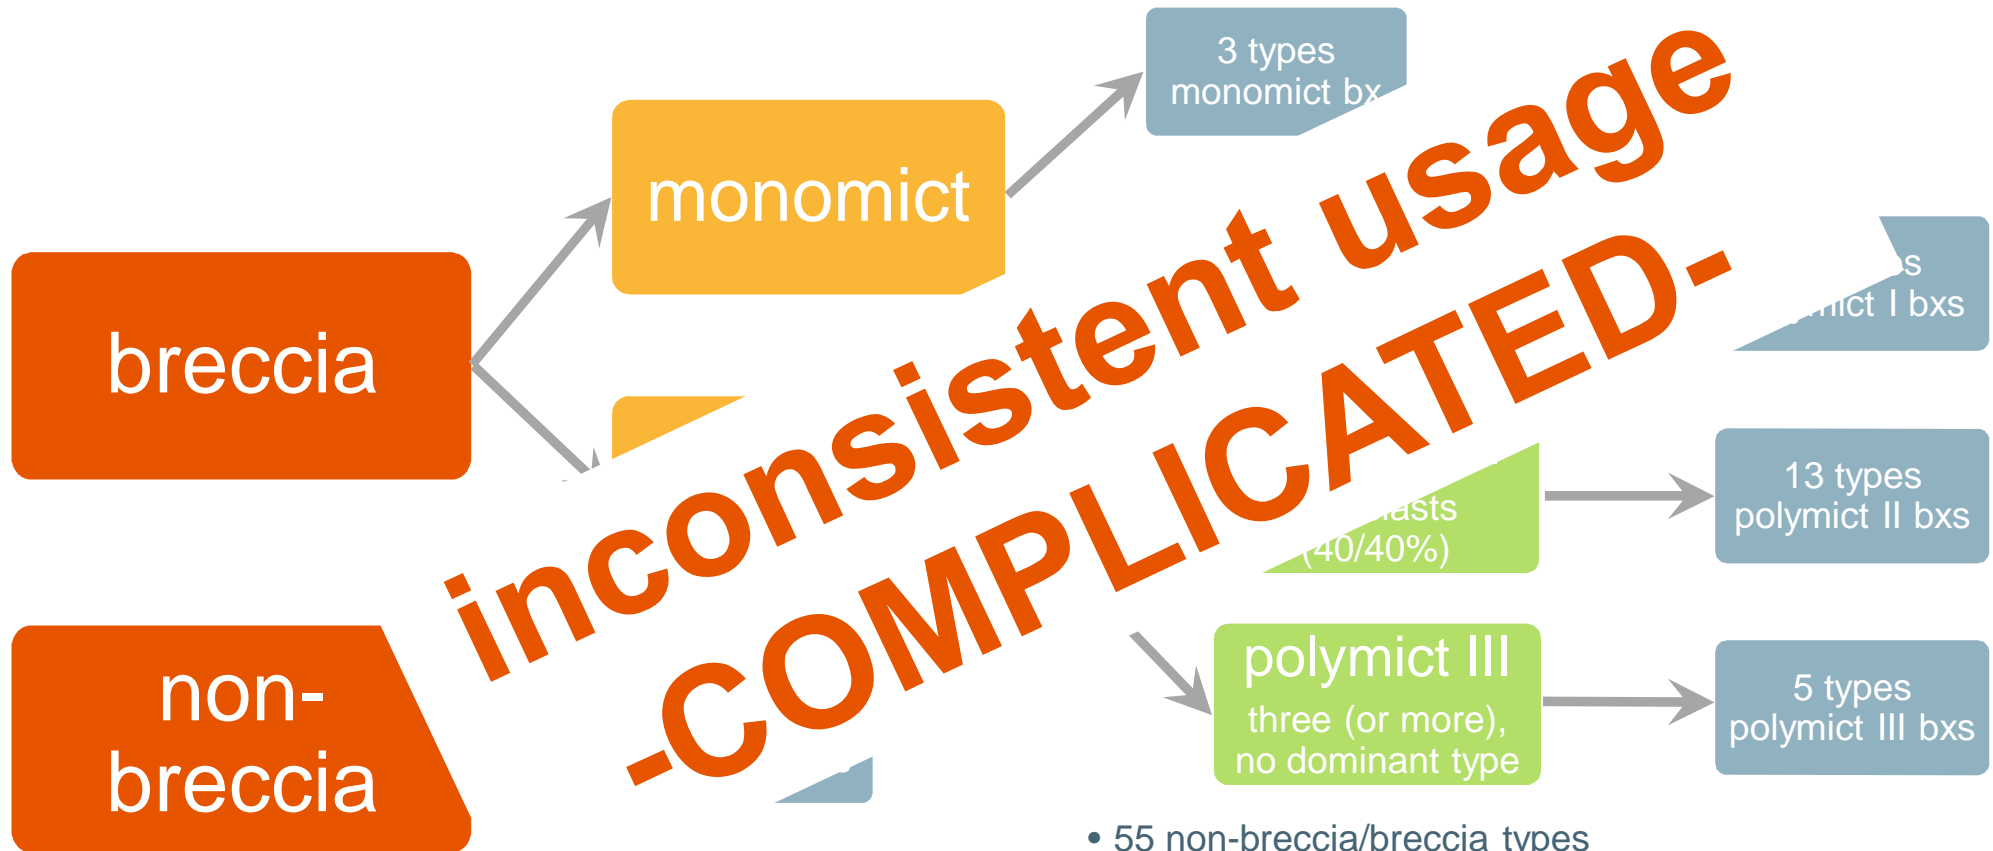 3 types
monomict bx
monomict
breccia
inconsistent usage
-COMPLICATED-
I bxs
(40/40%)
13 types
polymict II bxs
non-
breccia
polymict III
three (or more),
no dominant type
5 types
polymict III bxs
• 55 non-breccia/breccia types